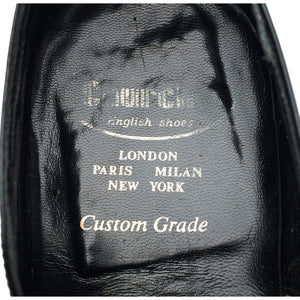 English shoes
LONDON
PARIS MILAN
NEW YORK
Custom Grade